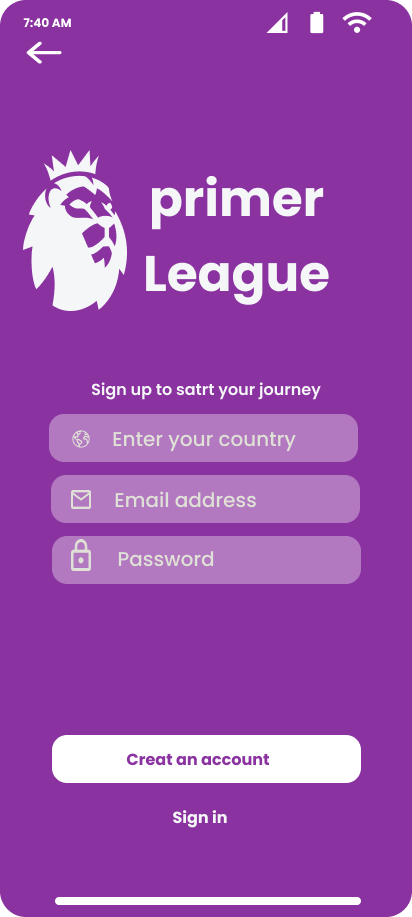 7:40 AM
primer
League
Sign up to satrt your journey
Enter your country
Email address
Password
Creat an account
Sign in